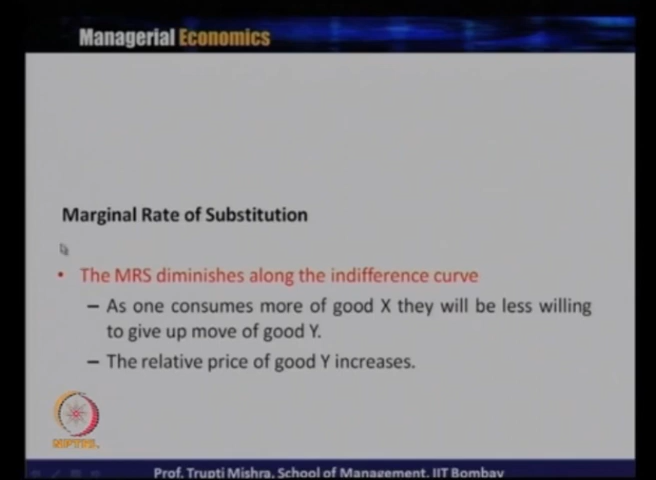 Managerial Economics
Marginal Rate of Substitution
• The MRS diminishes along the indifference curve
– As one consumes more of good X they will be less willing
to give up move of good Y.
– The relative price of good Y increases.
NPTEL
Prof. Trupti Mishra, School of Management, IIT Bombay